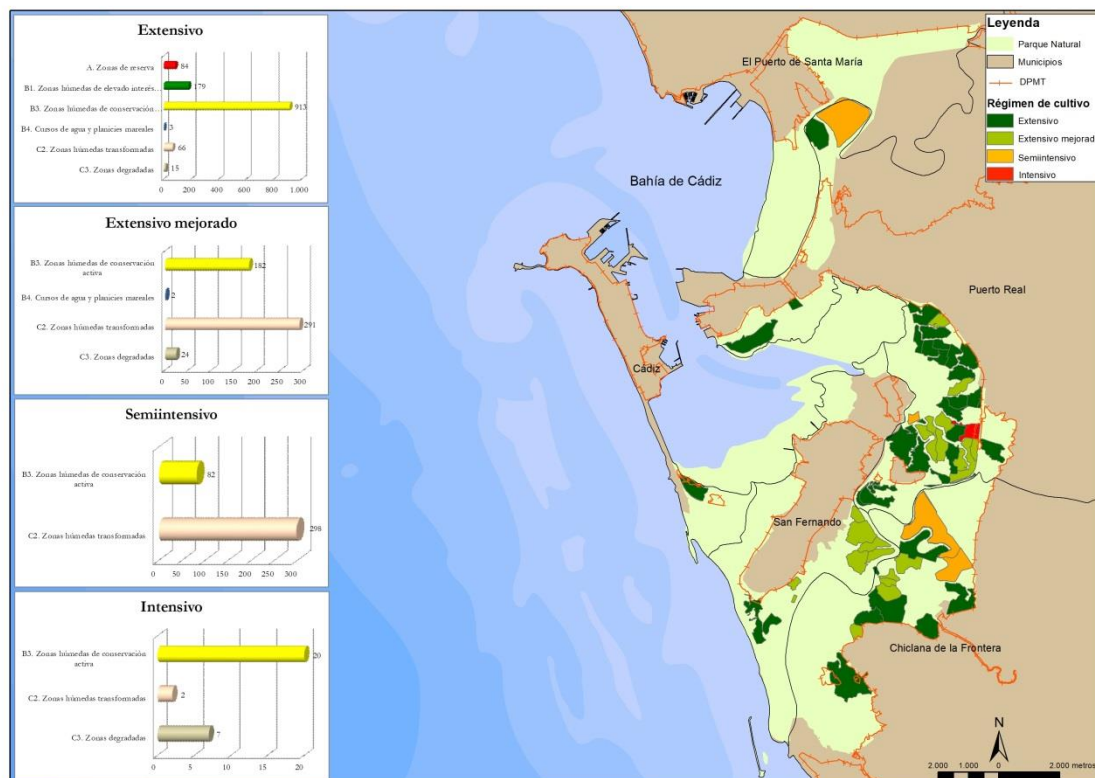 Extensivo
A. Zonas de reserva
84
B1. Zonas húmedas de elevado interés...
179
B3. Zonas húmedas de conservación...
913
B4. Cursos de agua y planicies mareales
3
C2. Zonas húmedas transformadas
66
C3. Zonas degradadas
15
0 200 400 600 800 1.000
Extensivo mejorado
B3. Zonas húmedas de conservación
activa
182
B4. Cursos de agua y planicies mareales
2
C2. Zonas húmedas transformadas
291
C3. Zonas degradadas
24
0 50 100 150 200 250 300
Semiintensivo
B3. Zonas húmedas de conservación
activa
82
C2. Zonas húmedas transformadas
298
0 50 100 150 200 250 300
Intensivo
B3. Zonas húmedas de conservación
activa
20
C2. Zonas húmedas transformadas
2
C3. Zonas degradadas
7
0 5 10 15 20
El Puerto de Santa María
Bahía de Cádiz
Puerto Real
Cádiz
San Fernando
Chiclana de la Frontera
Leyenda
Parque Natural
Municipios
DPMT
Régimen de cultivo
Extensivo
Extensivo mejorad
Semiintensivo
Intensivo
N
2.000 1.000 0 2.000 metros